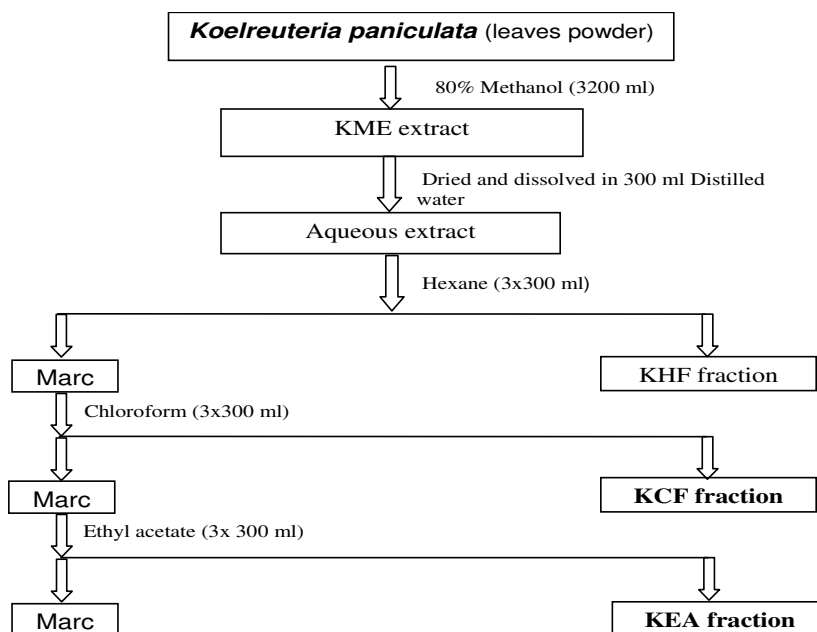 Koelreuteria paniculata (leaves powder)
80% Methanol (3200 ml)
KME extract
Dried and dissolved in 300 ml Distilled
water
Aqueous extract
Hexane (3x300 ml)
Marc
KHF fraction
Chloroform (3x300 ml)
Marc
KCF fraction
Ethyl acetate (3x 300 ml)
Marc
KEA fraction